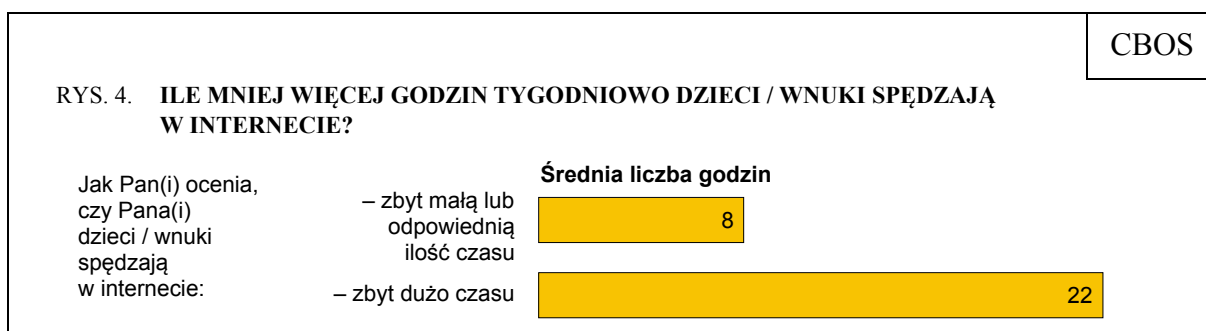 CBOS
RYS. 4. ILE MNIEJ WIĘCEJ GODZIN TYGODNIOWO DZIECI / WNUKI SPĘDZAJĄ
W INTERNECIE?
Średnia liczba godzin
Jak Pan(i) ocenia,
czy Pana(i)
dzieci / wnuki
spędzają
w internecie:
– zbyt małą lub
odpowiednią
ilość czasu
8
– zbyt dużo czasu
22